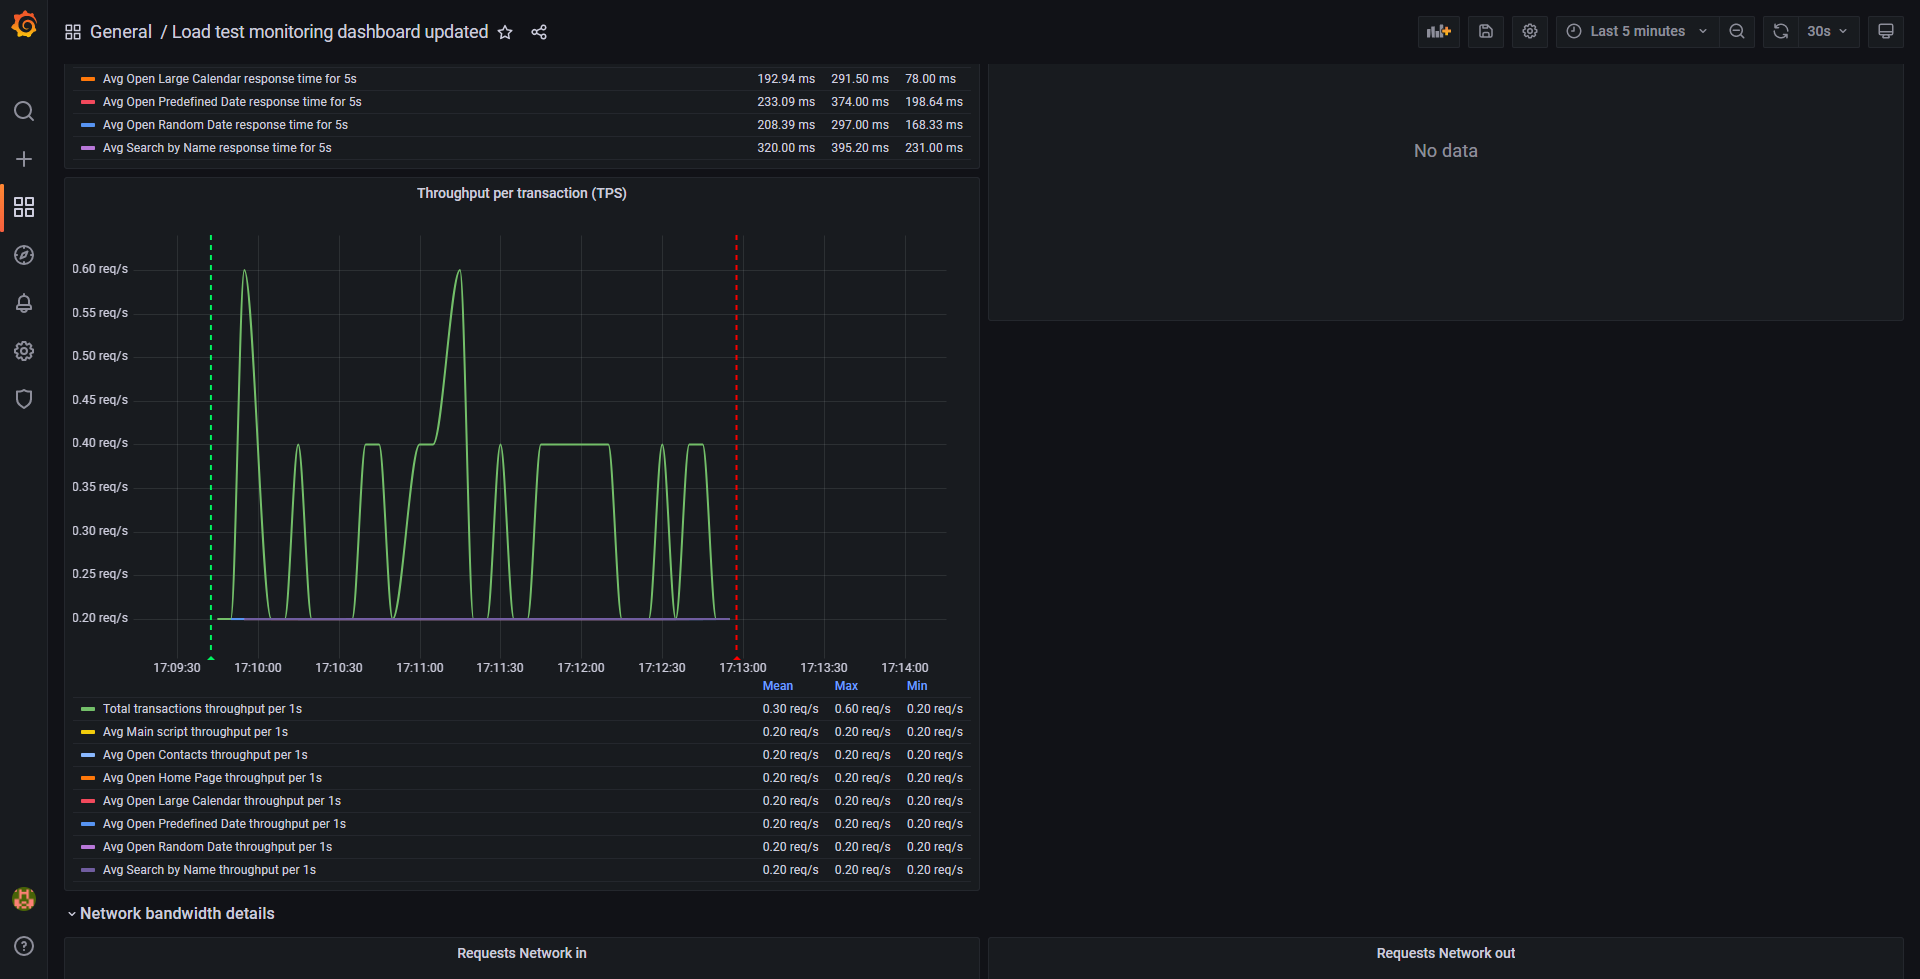 General / Load test monitoring dashboard updated
Last 5 minutes
30s
Avg Open Large Calendar response time for 5s 192.94 ms 291.50 ms 78.00 ms
Avg Open Predefined Date response time for 5s 233.09 ms 374.00 ms 198.64 ms
Avg Open Random Date response time for 5s 208.39 ms 297.00 ms 168.33 ms
Avg Search by Name response time for 5s 320.00 ms 395.20 ms 231.00 ms
No data
Throughput per transaction (TPS)
0.60 req/s
0.55 req/s
0.50 req/s
0.45 req/s
0.40 req/s
0.35 req/s
0.30 req/s
0.25 req/s
0.20 req/s
17:09:30 17:10:00 17:10:30 17:11:00 17:11:30 17:12:00 17:12:30 17:13:00 17:13:30 17:14:00
Mean Max Min
Total transactions throughput per 1s 0.30 req/s 0.60 req/s 0.20 req/s
Avg Main script throughput per 1s 0.20 req/s 0.20 req/s 0.20 req/s
Avg Open Contacts throughput per 1s 0.20 req/s 0.20 req/s 0.20 req/s
Avg Open Home Page throughput per 1s 0.20 req/s 0.20 req/s 0.20 req/s
Avg Open Large Calendar throughput per 1s 0.20 req/s 0.20 req/s 0.20 req/s
Avg Open Predefined Date throughput per 1s 0.20 req/s 0.20 req/s 0.20 req/s
Avg Open Random Date throughput per 1s 0.20 req/s 0.20 req/s 0.20 req/s
Avg Search by Name throughput per 1s 0.20 req/s 0.20 req/s 0.20 req/s
Network bandwidth details
Requests Network in
Requests Network out